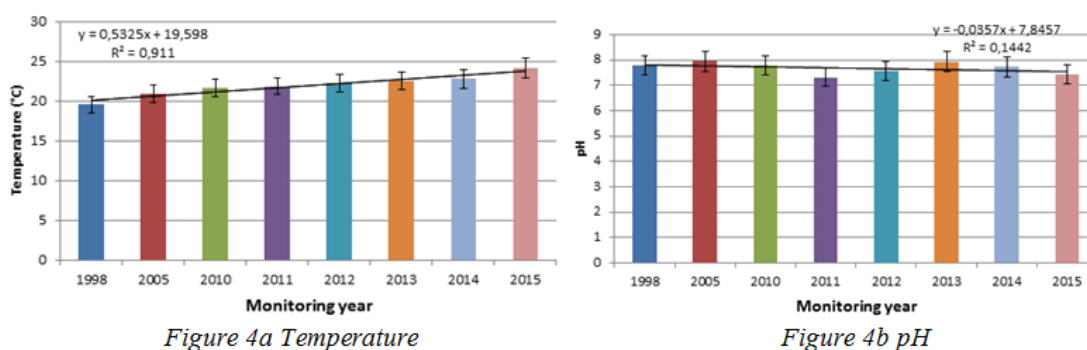 y = 0,5325x + 19,598
R² = 0,911
30
25
20
15
10
5
0
Temperature (°C)
1998 2005 2010 2011 2012 2013 2014 2015
Monitoring year
Figure 4a Temperature
y = -0,0357x + 7,8457
R² = 0,1442
9
8
7
6
5
4
3
2
1
0
pH
1998 2005 2010 2011 2012 2013 2014 2015
Monitoring year
Figure 4b pH